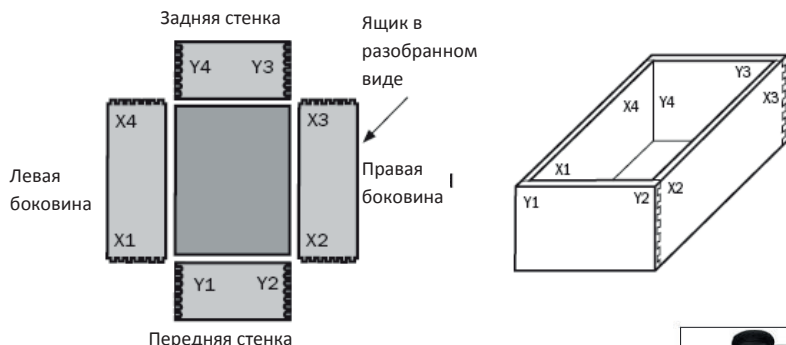 Задняя стенка
Ящик в
разобранном
виде
Y4 Y3
X4
X3
Левая
боковина
Правая
боковина
X1
X2
Y1 Y2
Передняя стенка
Y3
X4 Y4
X3
X1
X2
Y1
Y2